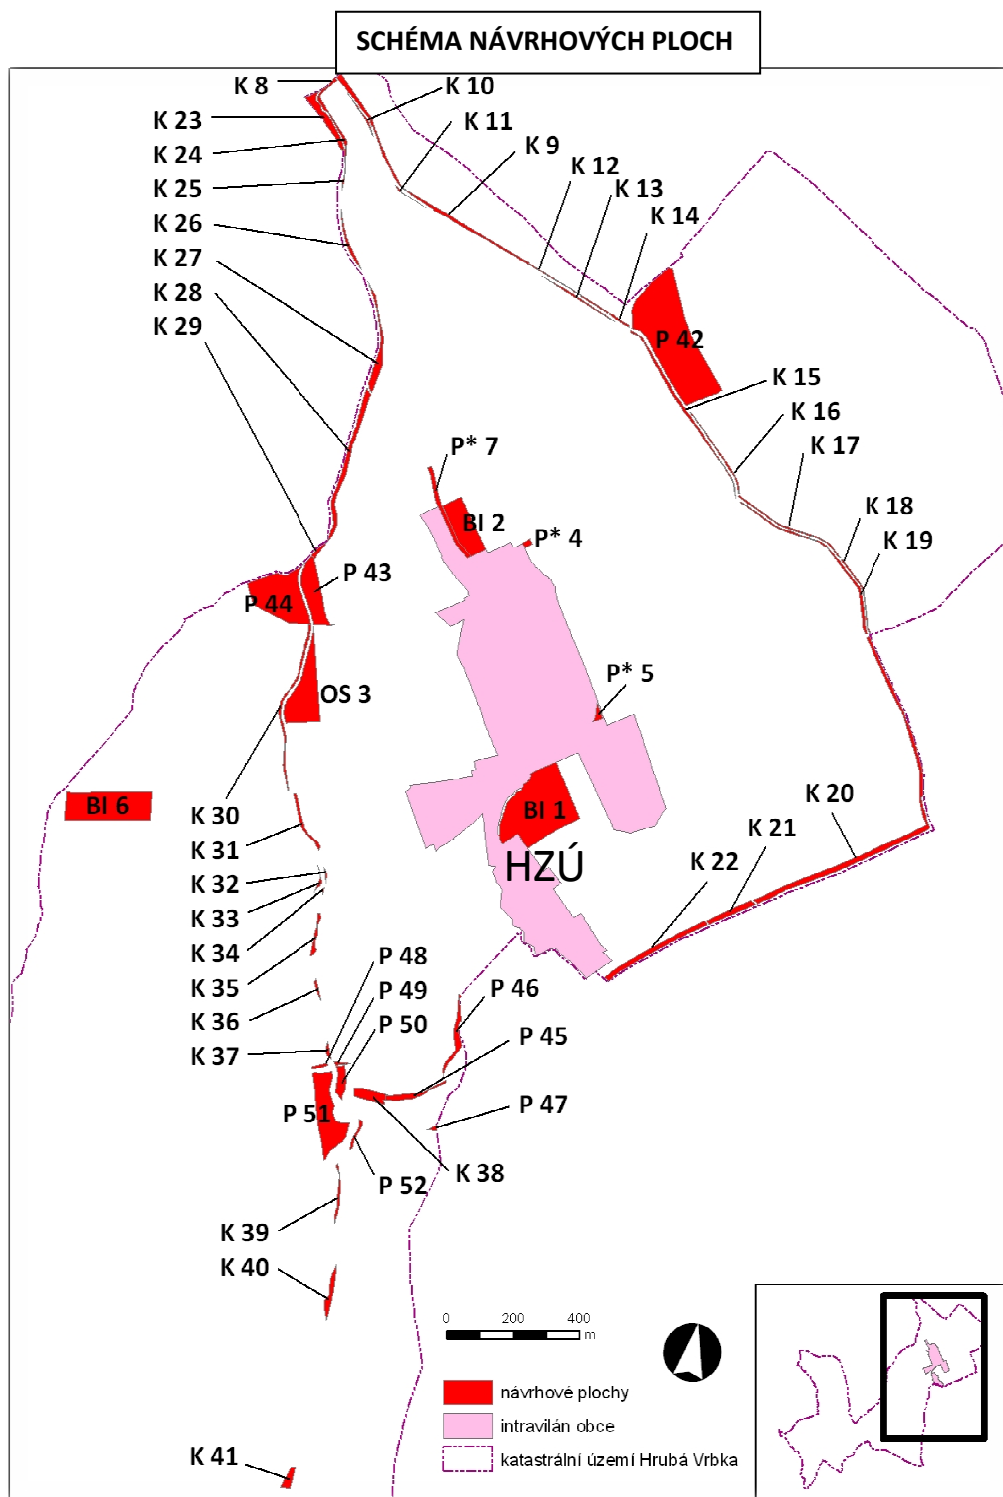 SCHÉMA NÁVRHOVÝCH PLOCH
K 8
K 10
K 23
K 11
K 24
K 9
K 12
K 25
K 13
K 14
K 26
K 27
K 28
K 29
P 42
K 15
K 16
K 17
P* 7
K 18
BI 2
P* 4
K 19
P 43
P 44
P* 5
OS 3
BI 6
K 20
BI 1
K 30
K 21
K 31
HZÚ
K 22
K 32
K 33
K 34
P 48
K 35
P 46
P 49
K 36
P 50
P 45
K 37
P 47
P 51
K 38
P 52
K 39
K 40
0 200 400
m
návrhové plochy
intravilán obce
katastrální území Hrubá Vrbka
K 41